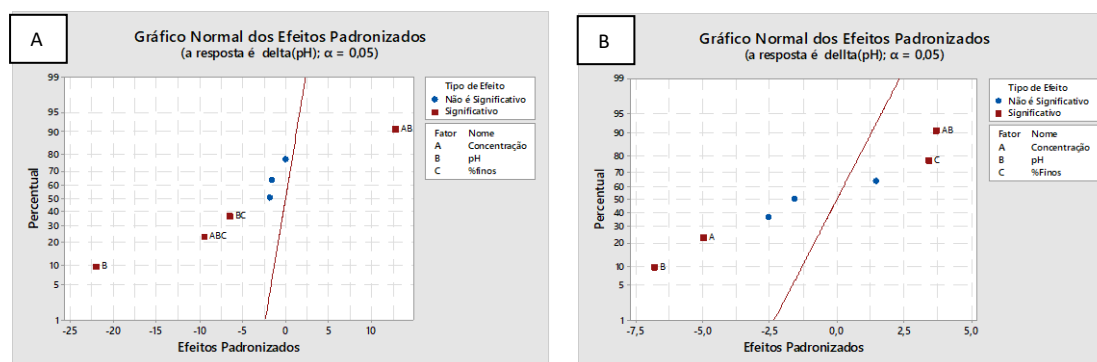 A
Gráfico Normal dos Efeitos Padronizados
(a resposta é delta(pH); α = 0,05)
Percentual
99
95
90
80
70
60
50
40
30
20
10
5
1
AB
BC
ABC
B
-25 -20 -15 -10 -5 0 5 10
Efeitos Padronizados
Tipo de Efeito
Não é Significativo
Significativo
Fator Nome
A Concentração
B pH
C %finos
B
Gráfico Normal dos Efeitos Padronizados
(a resposta é dellta(pH); α = 0,05)
Percentual
99
95
90
80
70
60
50
40
30
20
10
5
1
AB
C
A
B
-7,5 -5,0 -2,5 0,0 2,5 5,0
Efeitos Padronizados
Tipo de Efeito
Não é Significativo
Significativo
Fator Nome
A Concentração
B pH
C %Finos